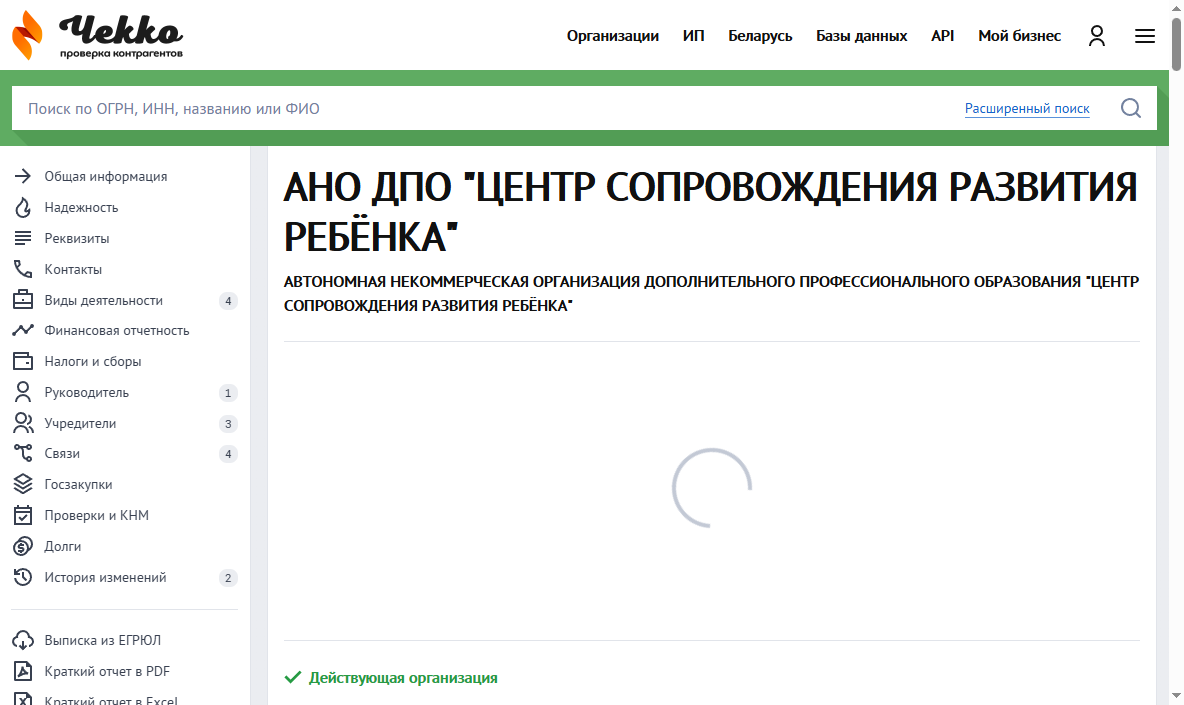 Чекко
проверка контрагентов
Организации ИП Беларусь Базы данных API Мой бизнес
Поиск по ОГРН, ИНН, названию или ФИО Расширенный поиск
Общая информация
Надежность
Реквизиты
Контакты
Виды деятельности 4
Финансовая отчетность
Налоги и сборы
Руководитель 1
Учредители 3
Связи 4
Госзакупки
Проверки и КНМ
Долги
История изменений 2
Выписка из ЕГРЮЛ
Краткий отчет в PDF
Краткий отчет в Excel
АНО ДПО "ЦЕНТР СОПРОВОЖДЕНИЯ РАЗВИТИЯ
РЕБЁНКА"
АВТОНОМНАЯ НЕКОММЕРЧЕСКАЯ ОРГАНИЗАЦИЯ ДОПОЛНИТЕЛЬНОГО ПРОФЕССИОНАЛЬНОГО ОБРАЗОВАНИЯ "ЦЕНТР
СОПРОВОЖДЕНИЯ РАЗВИТИЯ РЕБЁНКА"
Действующая организация